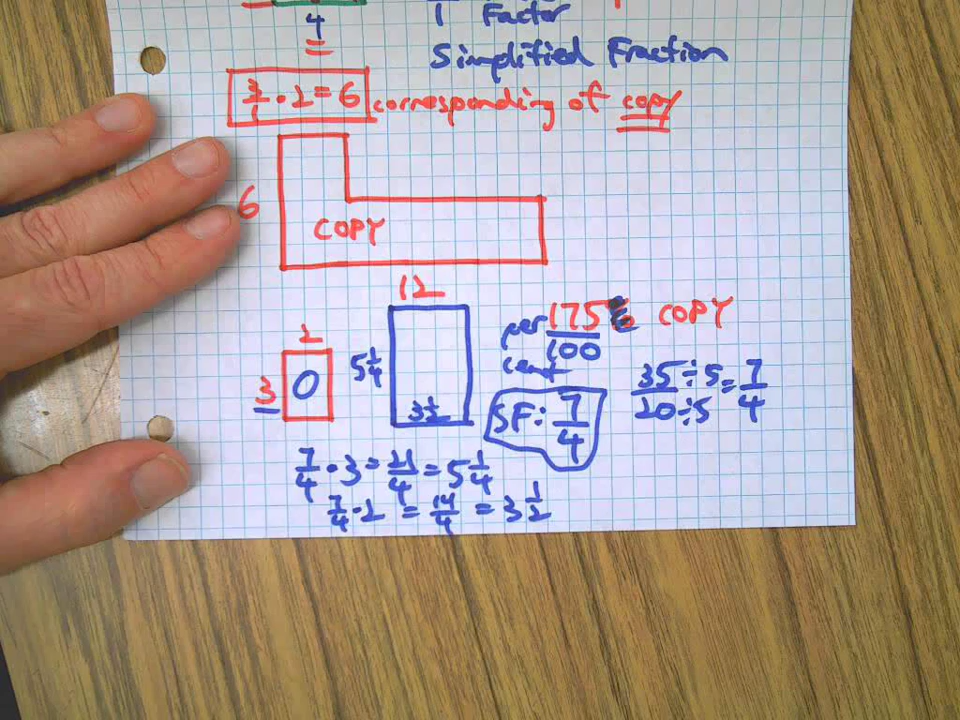 4
1 Factor
Simplified Fraction
3/1 · 2 = 6 corresponding of copy
6
COPY
12
2
3
O
5 1/4
3 1/2
per 175/100 COPY
cent
SF: 7/4
35÷5/20÷5 = 7/4
7/4 · 3 = 21/4 = 5 1/4
7/4 · 2 = 14/4 = 3 1/2